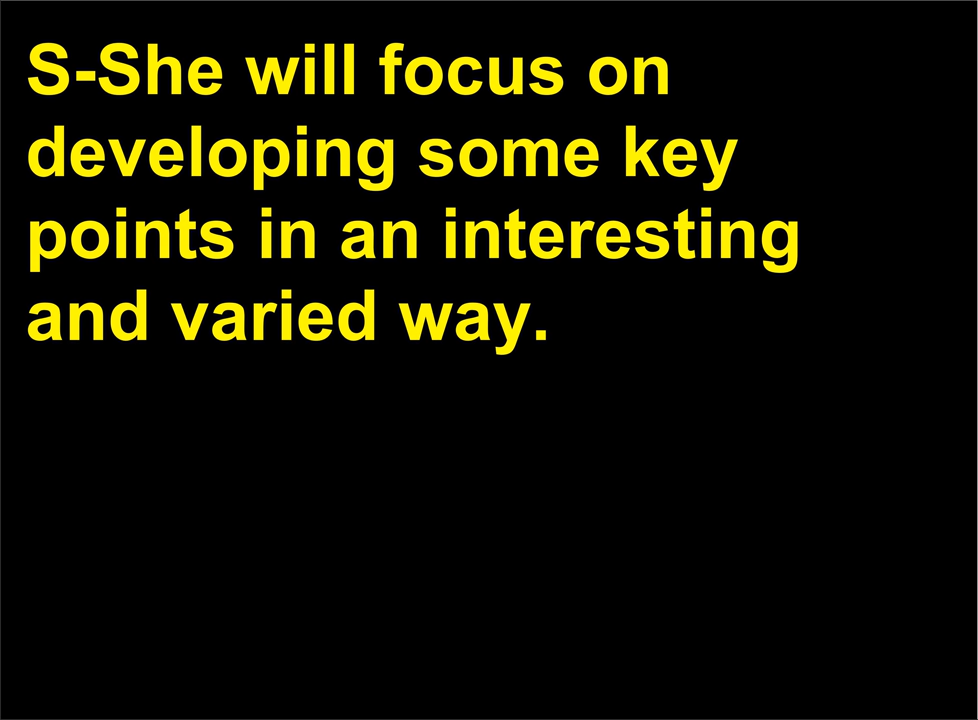 S-She will focus on
developing some key
points in an interesting
and varied way.